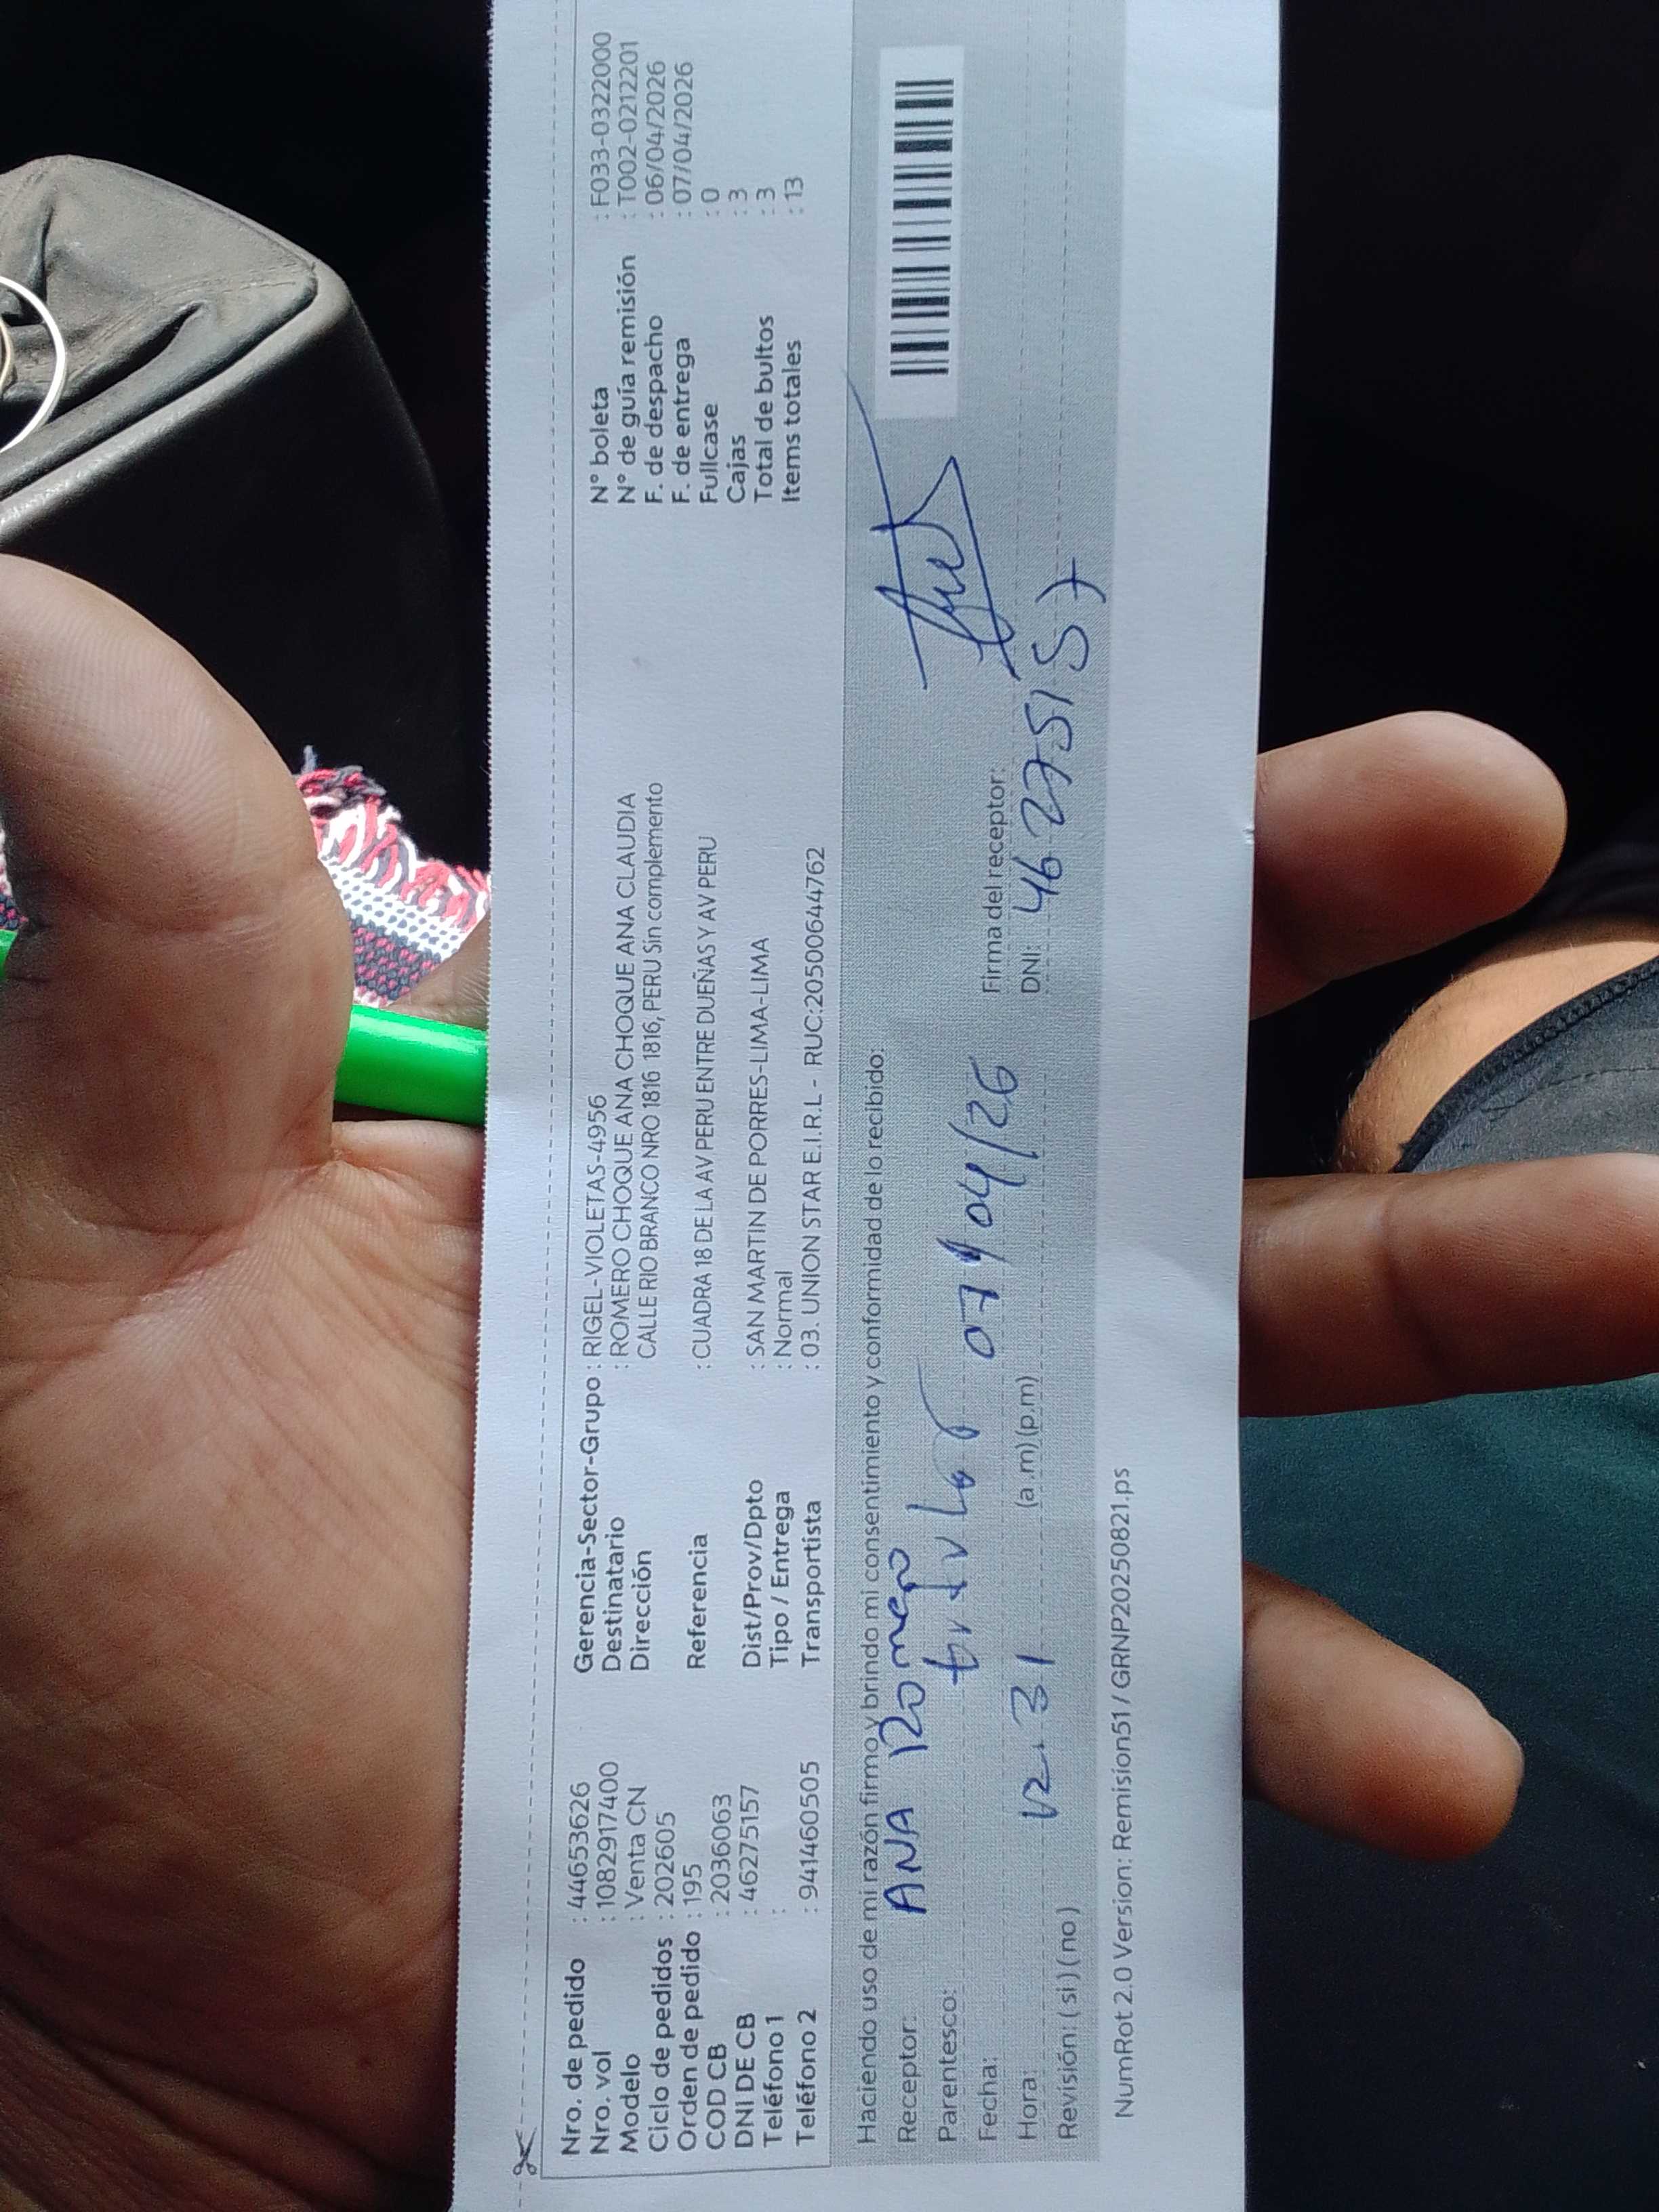 Nro. de pedido : 44653626 Gerencia-Sector-Grupo : RIGEL-VIOLETAS-4956 N° boleta : F033-0322000
Nro. vol : 1082917400 Destinatario : ROMERO CHOQUE ANA CHOQUE ANA CLAUDIA N° de guía remisión : T002-0212201
Modelo : Venta CN Dirección CALLE RIO BRANCO NRO 1816 1816, PERU Sin complemento F. de despacho : 06/04/2026
Ciclo de pedidos : 202605 F. de entrega : 07/04/2026
Orden de pedido : 195 Referencia : CUADRA 18 DE LA AV PERU ENTRE DUEÑAS Y AV PERU Fullcase : 0
COD CB : 2036063 Cajas : 3
DNI DE CB : 46275157 Dist/Prov/Dpto : SAN MARTIN DE PORRES-LIMA-LIMA Total de bultos : 3
Teléfono 1 : Tipo / Entrega : Normal Items totales : 13
Teléfono 2 : 941460505 Transportista : 03. UNION STAR E.I.R.L - RUC:20500644762
Haciendo uso de mi razón firmo y brindo mi consentimiento y conformidad de lo recibido:
Receptor: ANA Romero
Parentesco: titular
Fecha: 07/04/26 Firma del receptor:
Hora: 12.31 (a .m) (p.m) DNI: 46275157
Revisión: ( si ) ( no )
NumRot 2.0 Version: Remision51 / GRNP20250821.ps